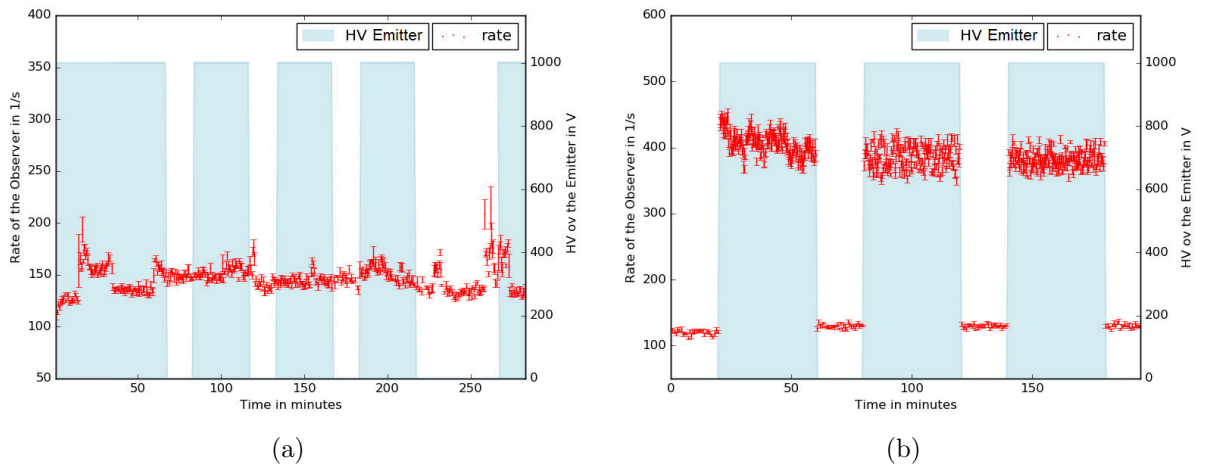 HV Emitter
rate
Rate of the Observer in 1/s
400
350
300
250
200
150
100
50
50
100
150
200
250
Time in minutes
HV ov the Emitter in V
1000
800
600
400
200
0
(a)
HV Emitter
rate
Rate of the Observer in 1/s
600
500
400
300
200
100
0
50
100
150
Time in minutes
HV ov the Emitter in V
1000
800
600
400
200
0
(b)